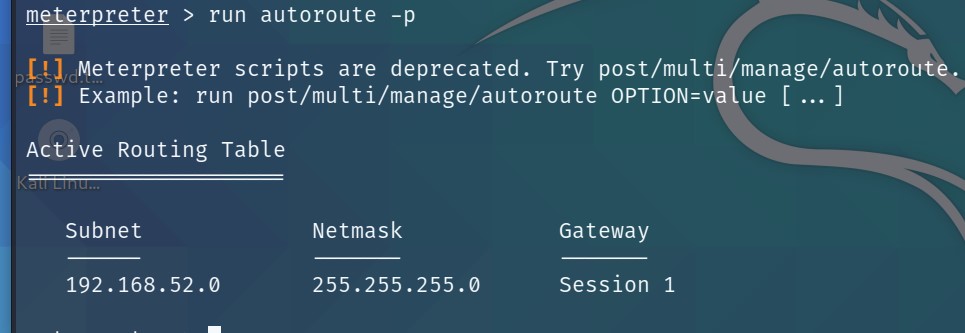 meterpreter > run autoroute -p
[!] Meterpreter scripts are deprecated. Try post/multi/manage/autoroute.
passwd.t...
[!] Example: run post/multi/manage/autoroute OPTION=value [ ... ]
Active Routing Table
Kali Linu...
Subnet Netmask Gateway
192.168.52.0 255.255.255.0 Session 1